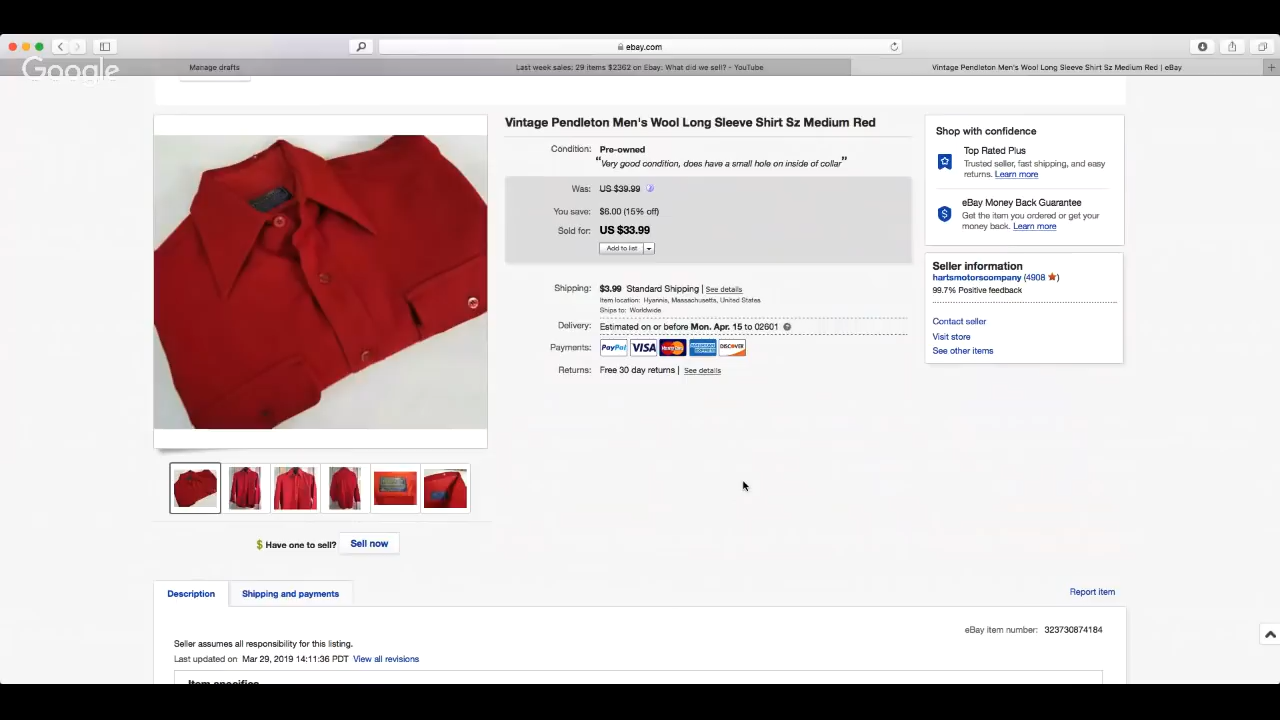 ebay.com
Google
Manage drafts
Last week sales: 29 items $2362 on Ebay: What did we sell? - YouTube
Vintage Pendleton Men's Wool Long Sleeve Shirt Sz Medium Red | eBay
Vintage Pendleton Men's Wool Long Sleeve Shirt Sz Medium Red
Condition: Pre-owned
"Very good condition, does have a small hole on inside of collar"
Was: US $39.99
You save: $6.00 (15% off)
Sold for: US $33.99
Add to list
Shipping: $3.99 Standard Shipping | See details
Item location: Hyannis, Massachusetts, United States
Ships to: Worldwide
Delivery: Estimated on or before Mon. Apr. 15 to 02601
Payments: PayPal VISA MasterCard AMERICAN EXPRESS DISCOVER
Returns: Free 30 day returns | See details
Shop with confidence
Top Rated Plus
Trusted seller, fast shipping, and easy
returns. Learn more
eBay Money Back Guarantee
Get the item you ordered or get your
money back. Learn more
Seller information
hartsmotorscompany (4908)
99.7% Positive feedback
Contact seller
Visit store
See other items
$ Have one to sell? Sell now
Description
Shipping and payments
Report item
eBay item number: 323730874184
Seller assumes all responsibility for this listing.
Last updated on Mar 29, 2019 14:11:36 PDT View all revisions
Item specifics